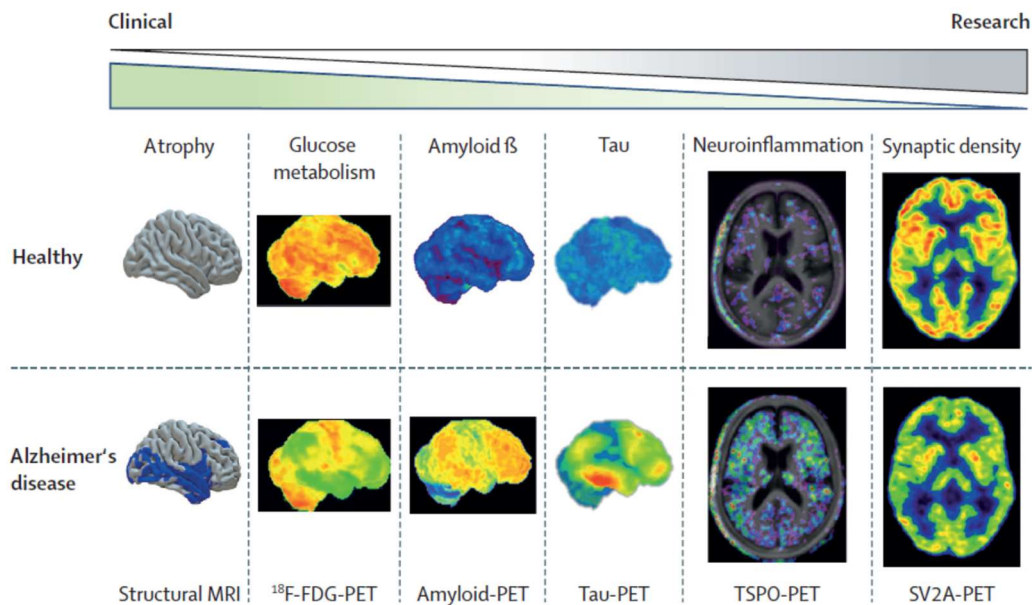 Clinical
Research
Atrophy
Glucose
metabolism
Amyloid ß
Tau
Neuroinflammation
Synaptic density
Healthy
Alzheimer's
disease
Structural MRI
¹⁸F-FDG-PET
Amyloid-PET
Tau-PET
TSPO-PET
SV2A-PET